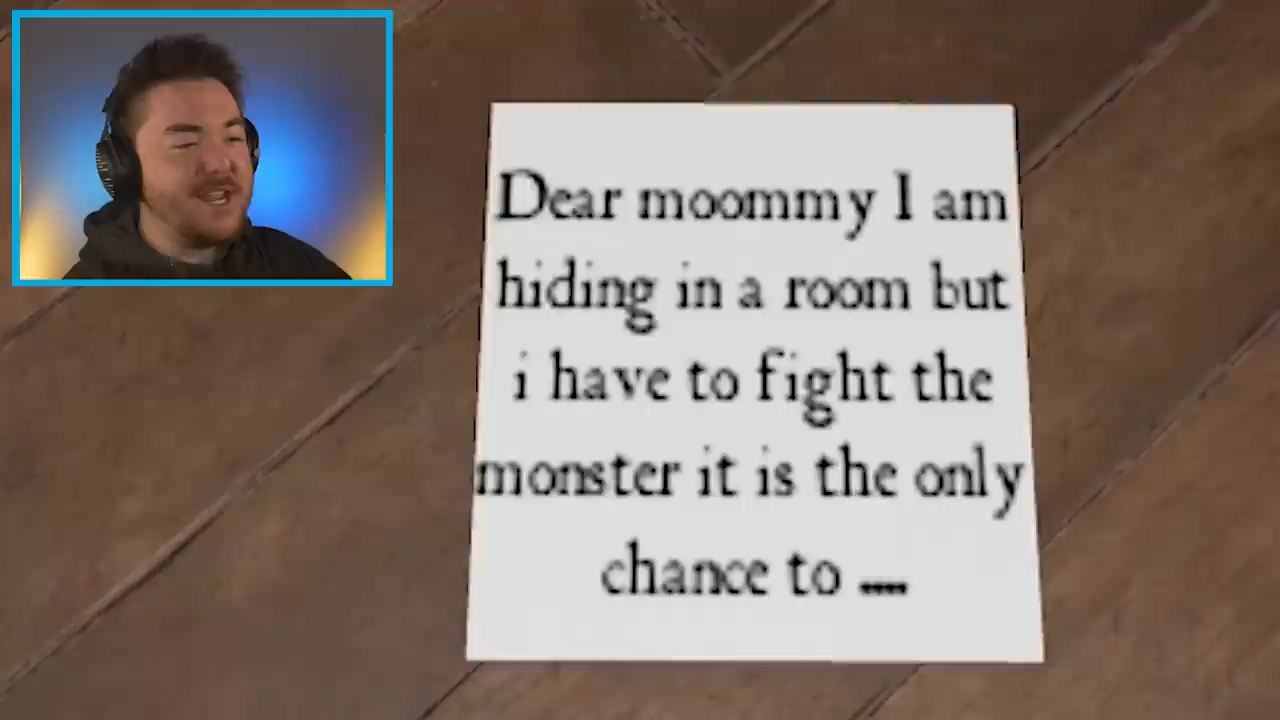 Dear moommy I am
hiding in a room but
i have to fight the
monster it is the only
chance to ....